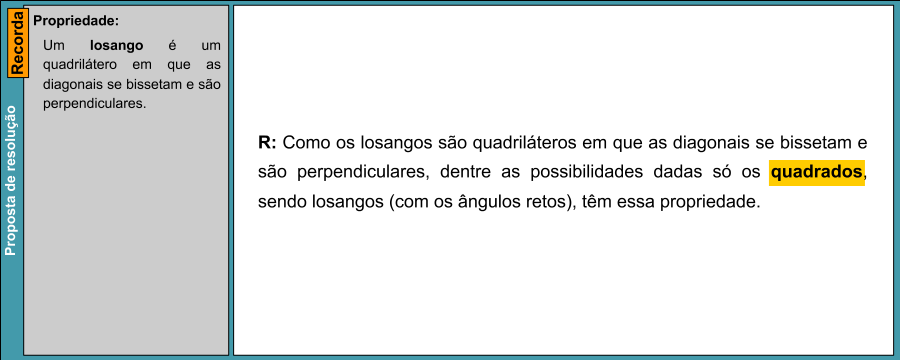 Recorda
Propriedade:
Um losango é um
quadrilátero em que as
diagonais se bissetam e são
perpendiculares.
Proposta de resolução
R: Como os losangos são quadriláteros em que as diagonais se bissetam e
são perpendiculares, dentre as possibilidades dadas só os quadrados,
sendo losangos (com os ângulos retos), têm essa propriedade.